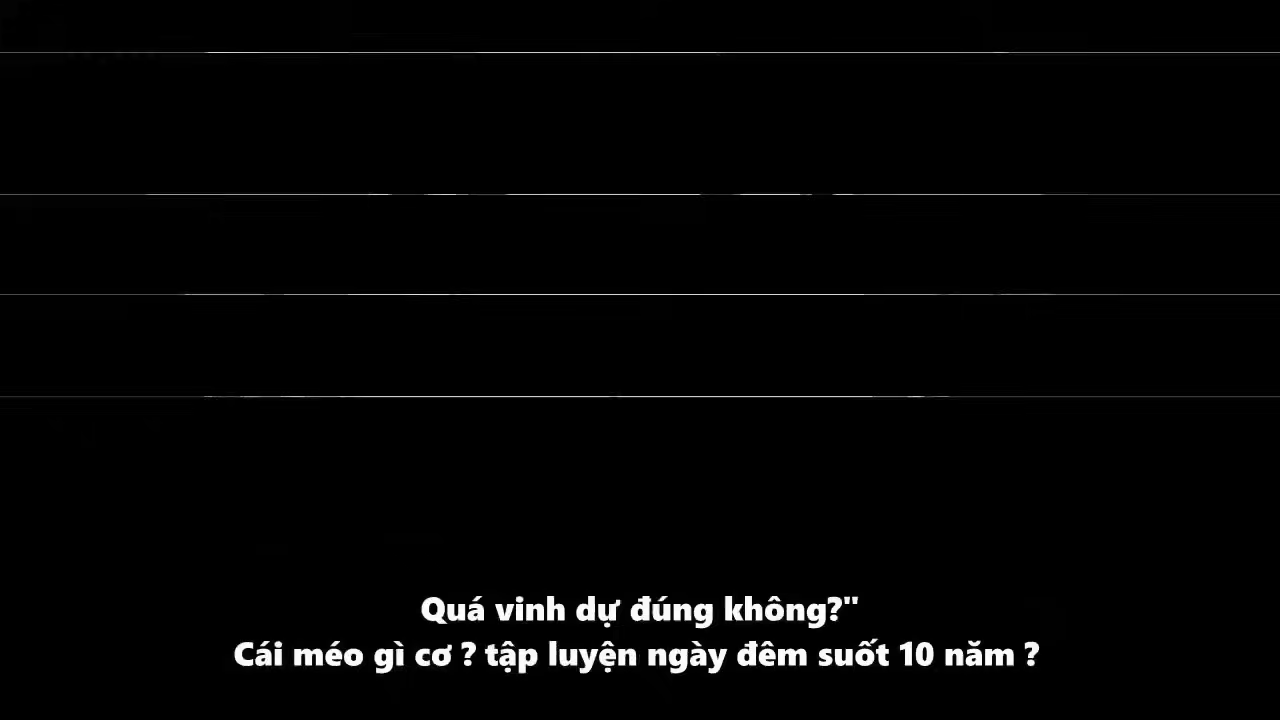 Quá vinh dự đúng không?"
Cái méo gì cơ ? tập luyện ngày đêm suốt 10 năm ?